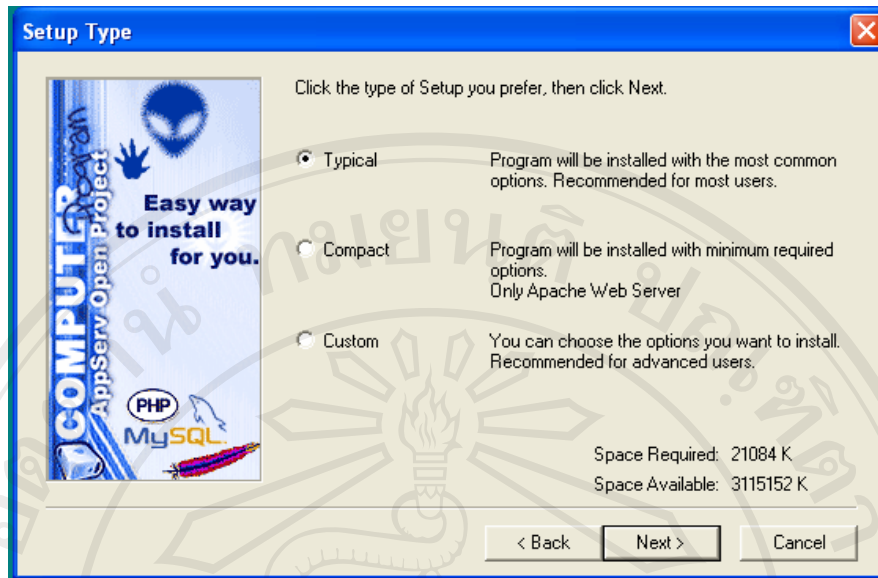 Setup Type
Click the type of Setup you prefer, then click Next.
COMPUTER
Program
AppServ Open Project
Easy way
to install
for you.
PHP
MySQL
Typical
Program will be installed with the most common
options. Recommended for most users.
Compact
Program will be installed with minimum required
options.
Only Apache Web Server
Custom
You can choose the options you want to install.
Recommended for advanced users.
Space Required: 21084 K
Space Available: 3115152 K
< Back
Next >
Cancel